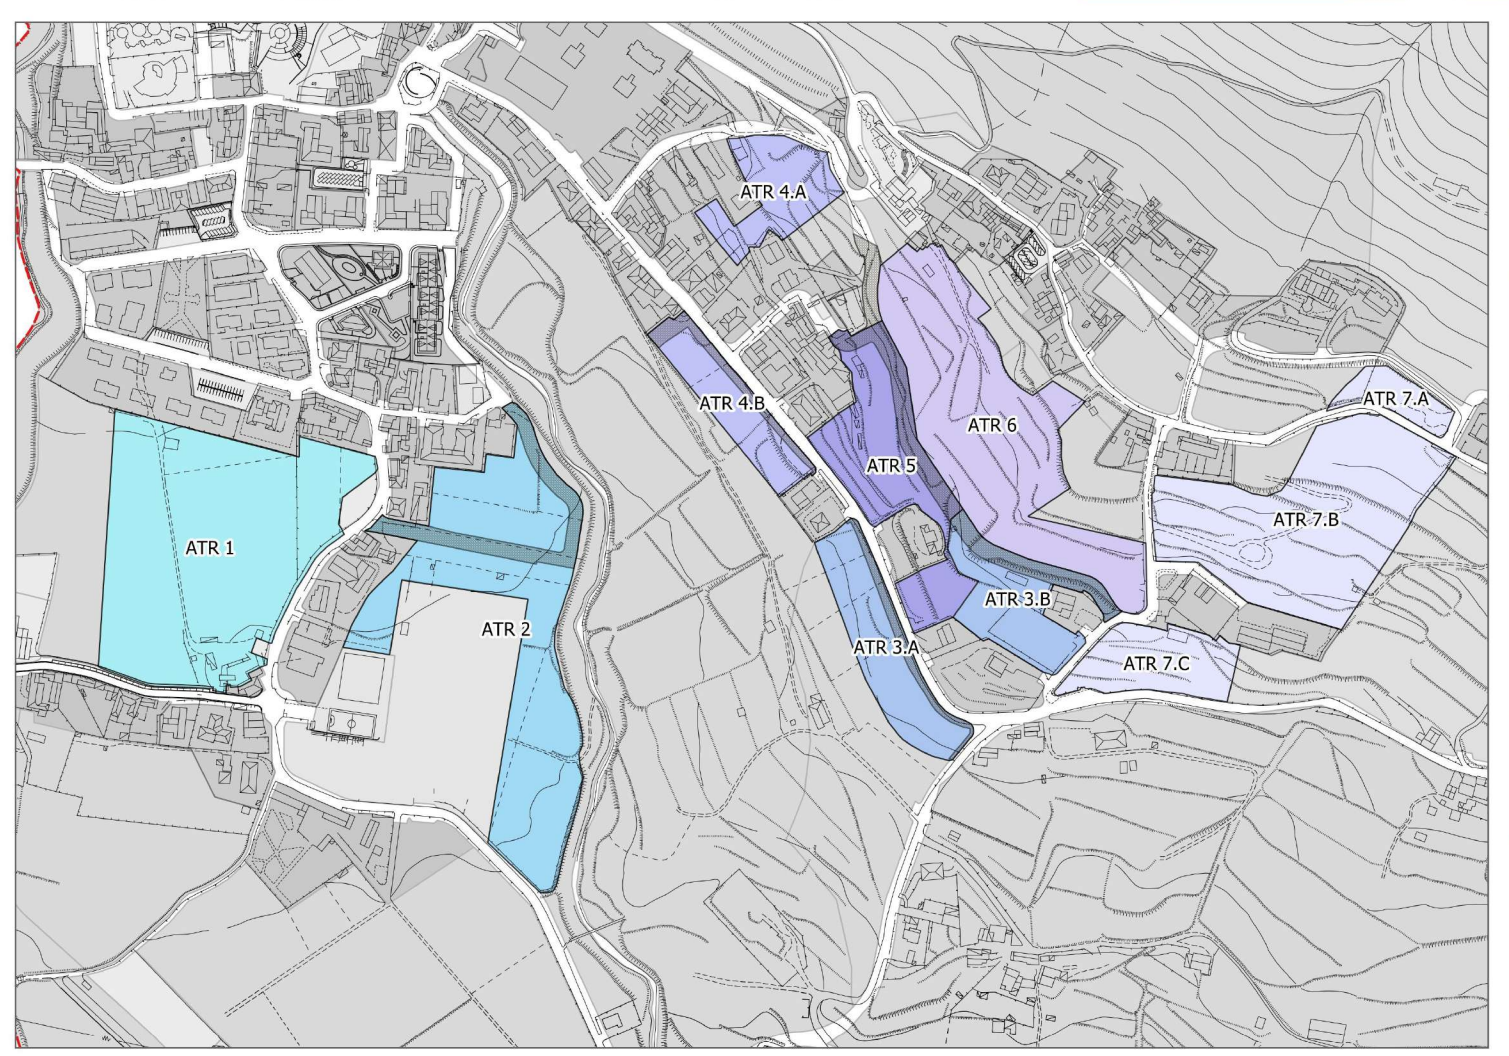 ATR 4.A
ATR 7.A
ATR 4.B
ATR 6
ATR 5
ATR 7.B
ATR 1
ATR 3.B
ATR 2
ATR 3.A
ATR 7.C